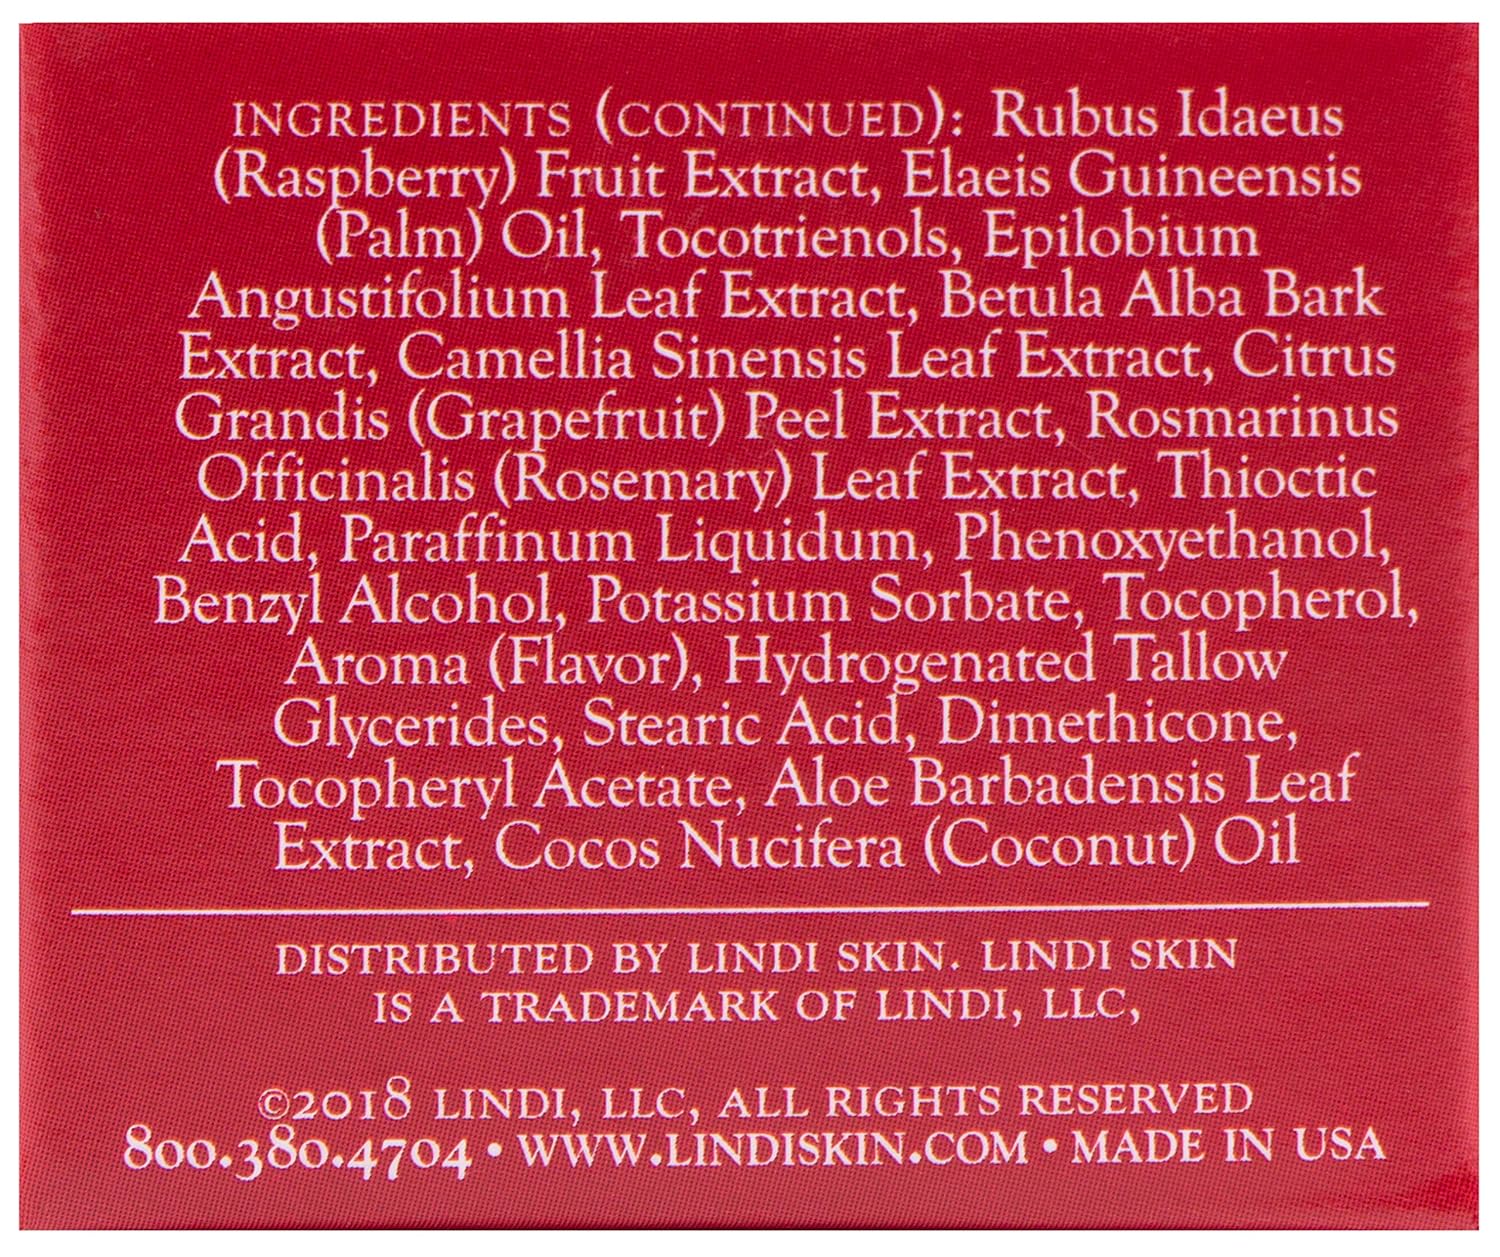 INGREDIENTS (CONTINUED): Rubus Idaeus
(Raspberry) Fruit Extract, Elaeis Guineensis
(Palm) Oil, Tocotrienols, Epilobium
Angustifolium Leaf Extract, Betula Alba Bark
Extract, Camellia Sinensis Leaf Extract, Citrus
Grandis (Grapefruit) Peel Extract, Rosmarinus
Officinalis (Rosemary) Leaf Extract, Thioctic
Acid, Paraffinum Liquidum, Phenoxyethanol,
Benzyl Alcohol, Potassium Sorbate, Tocopherol,
Aroma (Flavor), Hydrogenated Tallow
Glycerides, Stearic Acid, Dimethicone,
Tocopheryl Acetate, Aloe Barbadensis Leaf
Extract, Cocos Nucifera (Coconut) Oil
DISTRIBUTED BY LINDI SKIN. LINDI SKIN
IS A TRADEMARK OF LINDI, LLC,
©2018 LINDI, LLC, ALL RIGHTS RESERVED
800.380.4704 • WWW.LINDISKIN.COM • MADE IN USA